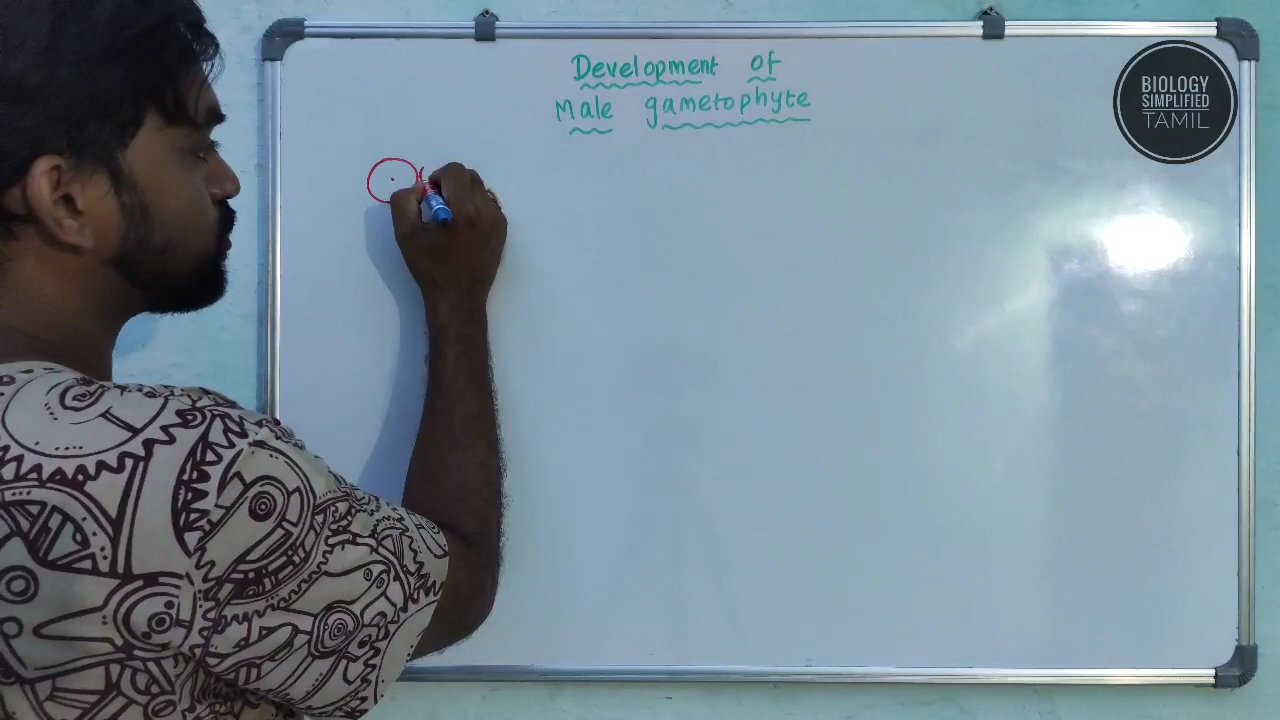 Development of
Male gametophyte
BIOLOGY
SIMPLIFIED
TAMIL